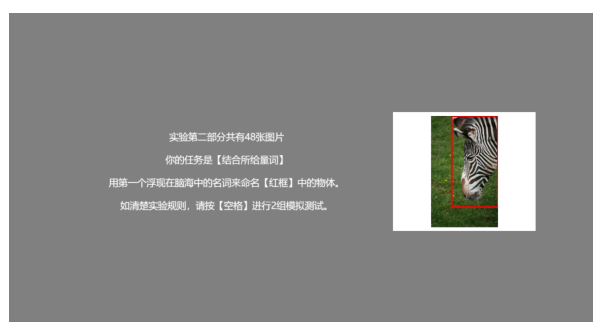 实验第二部分共有48张图片
你的任务是【结合所给量词】
用第一个浮现在脑海中的名词来命名【红框】中的物体。
如清楚实验规则，请按【空格】进行2组模拟测试。